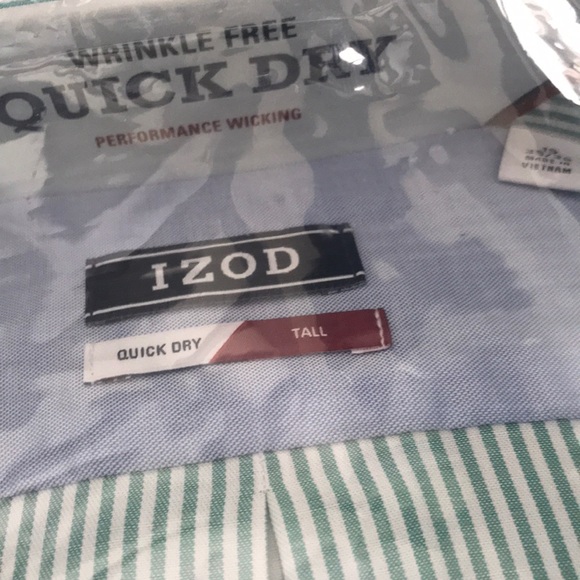 WRINKLE FREE
QUICK DRY
PERFORMANCE WICKING
MADE IN
VIETNAM
IZOD
QUICK DRY TALL